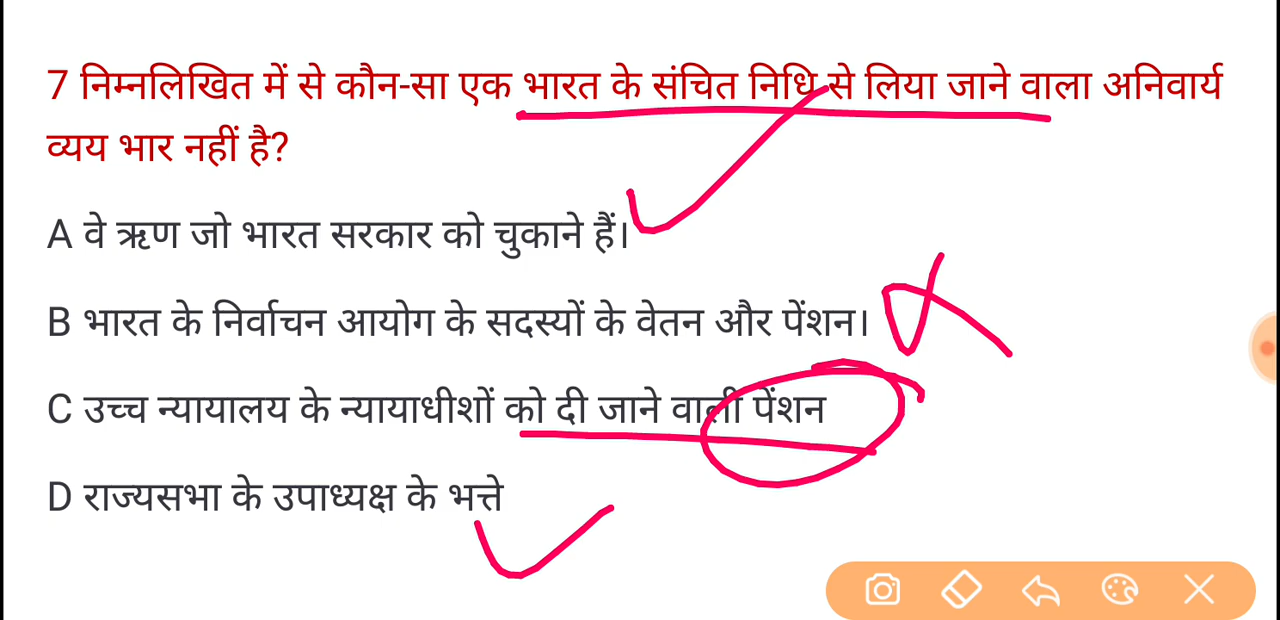 7 निम्नलिखित में से कौन-सा एक भारत के संचित निधि से लिया जाने वाला अनिवार्य
व्यय भार नहीं है?
A वे ऋण जो भारत सरकार को चुकाने हैं।
B भारत के निर्वाचन आयोग के सदस्यों के वेतन और पेंशन।
C उच्च न्यायालय के न्यायाधीशों को दी जाने वाली पेंशन
D राज्यसभा के उपाध्यक्ष के भत्ते